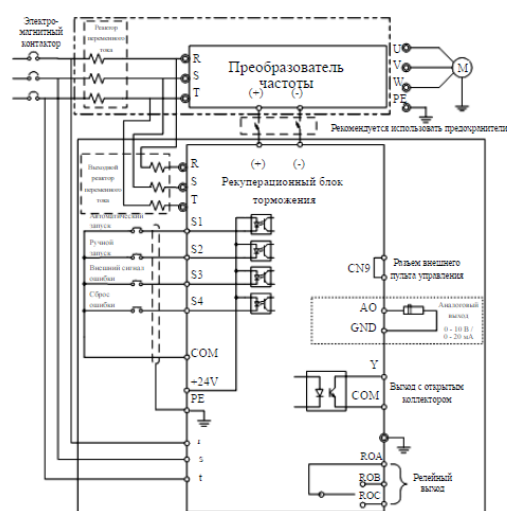 Электро-
магнитный
контактор
Реактор
переменного
тока
R
S
T
Преобразователь
частоты
(+)
(-)
U
V
W
PE
M
Рекомендуется использовать предохранители
Выходной
реактор
переменного
тока
R
S
T
(+)
(-)
Рекуперационный блок
торможения
Автоматический
запуск
S1
Ручной
запуск
S2
Внешний сигнал
ошибки
S3
Сброс
ошибки
S4
COM
+24V
PE
r
s
t
CN9
Разъем внешнего
пульта управления
AO
GND
Аналоговый
выход
0 - 10 В /
0 - 20 мА
Y
COM
Выход с открытым
коллектором
ROA
ROB
ROC
Релейный
выход